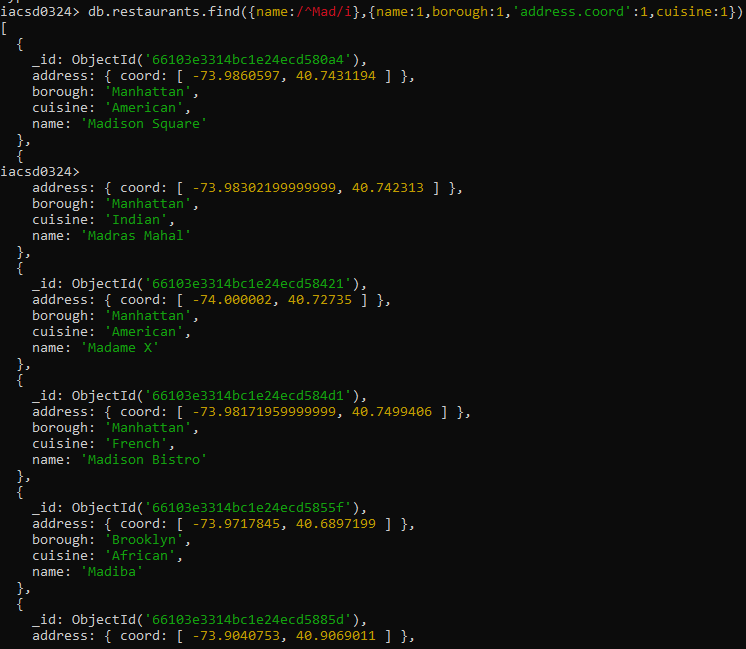 iacsd0324> db.restaurants.find({name:/^Mad/i},{name:1,borough:1,'address.coord':1,cuisine:1})
[
  {
    _id: ObjectId('66103e3314bc1e24ecd580a4'),
    address: { coord: [ -73.9860597, 40.7431194 ] },
    borough: 'Manhattan',
    cuisine: 'American',
    name: 'Madison Square'
  },
  {
iacsd0324>
    address: { coord: [ -73.98302199999999, 40.742313 ] },
    borough: 'Manhattan',
    cuisine: 'Indian',
    name: 'Madras Mahal'
  },
  {
    _id: ObjectId('66103e3314bc1e24ecd58421'),
    address: { coord: [ -74.000002, 40.72735 ] },
    borough: 'Manhattan',
    cuisine: 'American',
    name: 'Madame X'
  },
  {
    _id: ObjectId('66103e3314bc1e24ecd584d1'),
    address: { coord: [ -73.98171959999999, 40.7499406 ] },
    borough: 'Manhattan',
    cuisine: 'French',
    name: 'Madison Bistro'
  },
  {
    _id: ObjectId('66103e3314bc1e24ecd5855f'),
    address: { coord: [ -73.9717845, 40.6897199 ] },
    borough: 'Brooklyn',
    cuisine: 'African',
    name: 'Madiba'
  },
  {
    _id: ObjectId('66103e3314bc1e24ecd5885d'),
    address: { coord: [ -73.9040753, 40.9069011 ] },